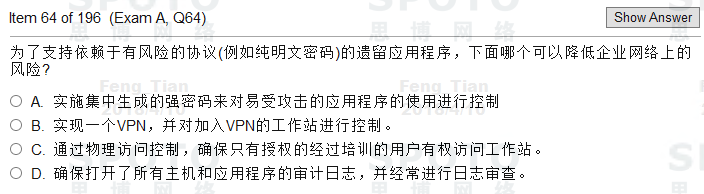 Item 64 of 196 (Exam A, Q64)
Show Answer
为了支持依赖于有风险的协议(例如纯明文密码)的遗留应用程序，下面哪个可以降低企业网络上的
风险?
A. 实施集中生成的强密码来对易受攻击的应用程序的使用进行控制
B. 实现一个VPN，并对加入VPN的工作站进行控制。
C. 通过物理访问控制，确保只有授权的经过培训的用户有权访问工作站。
D. 确保打开了所有主机和应用程序的审计日志，并经常进行日志审查。